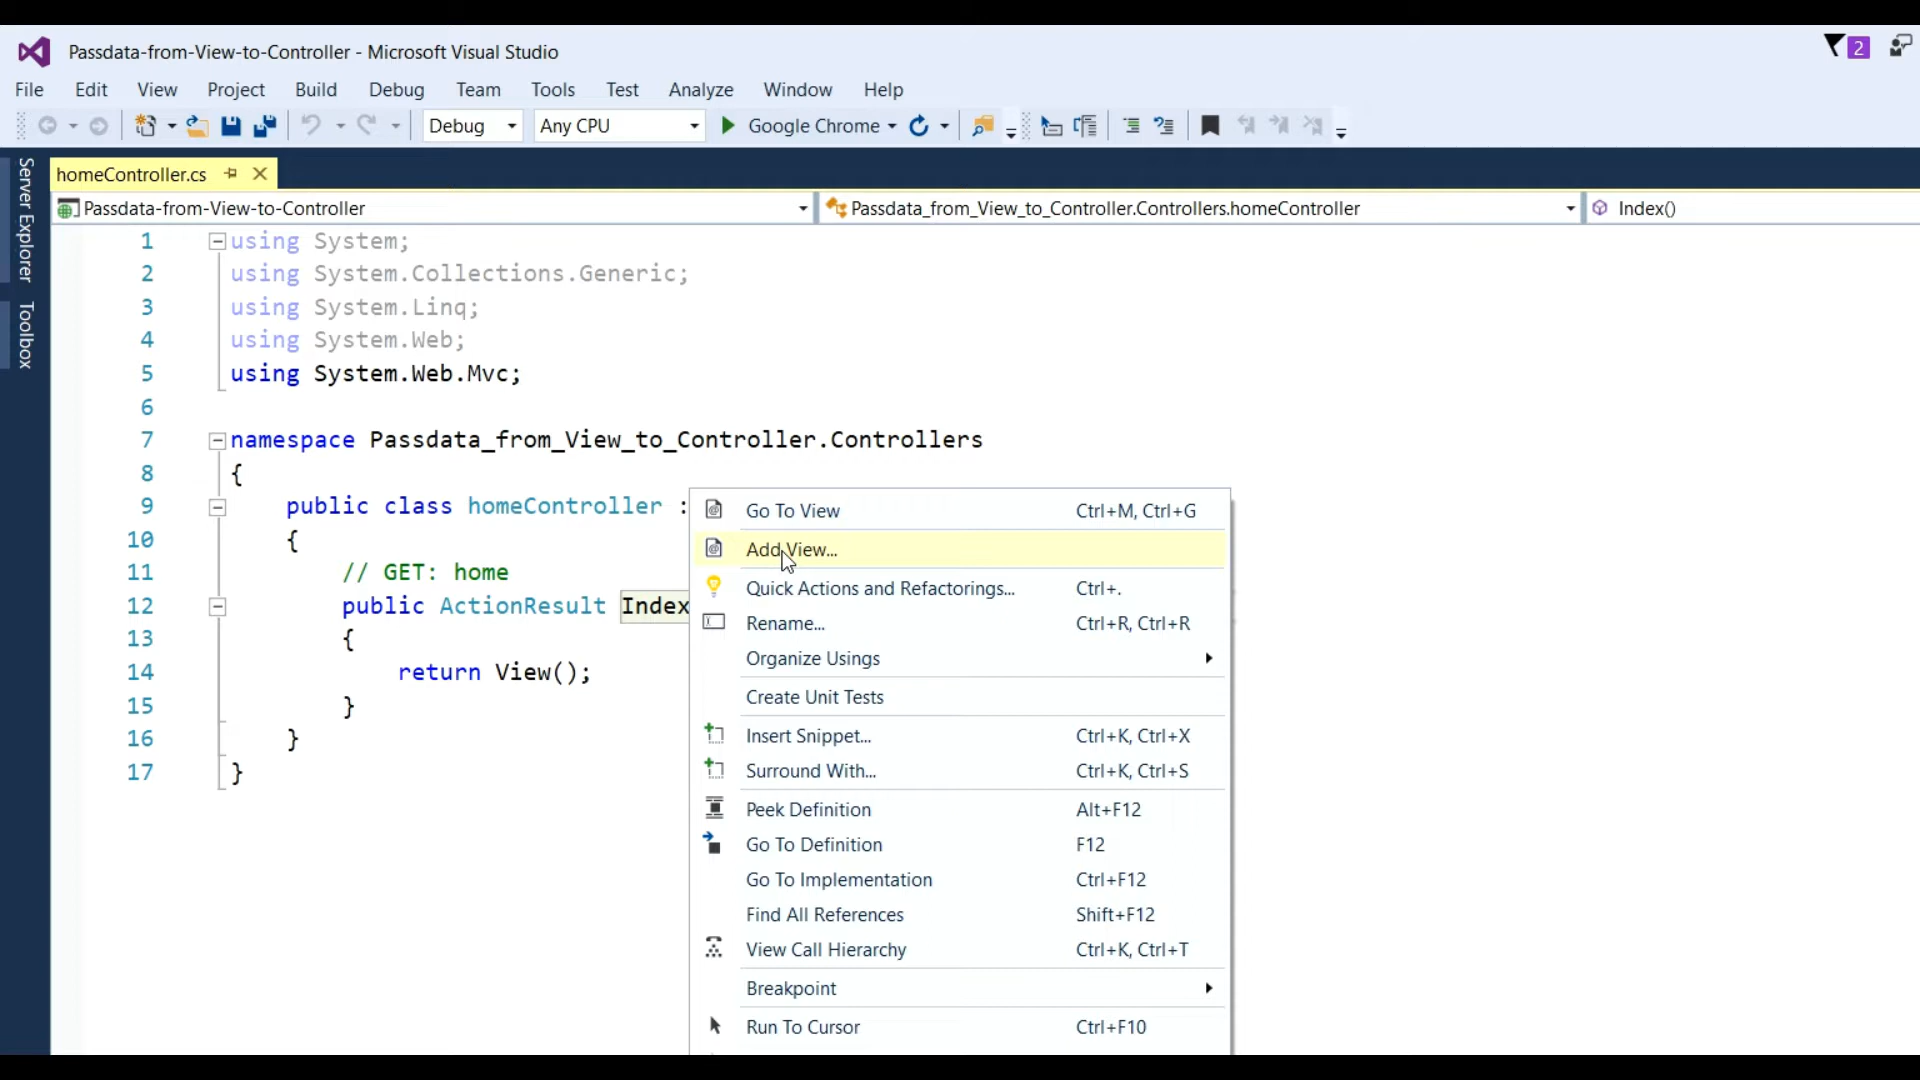 Passdata-from-View-to-Controller - Microsoft Visual Studio
2
File Edit View Project Build Debug Team Tools Test Analyze Window Help
Debug Any CPU Google Chrome
Server Explorer
Toolbox
homeController.cs
Passdata-from-View-to-Controller Passdata_from_View_to_Controller.Controllers.homeController Index()
1 using System;
2 using System.Collections.Generic;
3 using System.Linq;
4 using System.Web;
5 using System.Web.Mvc;
6
7 namespace Passdata_from_View_to_Controller.Controllers
8 {
9 public class homeController :
10 {
11 // GET: home
12 public ActionResult Index
13 {
14 return View();
15 }
16 }
17 }
Go To View Ctrl+M, Ctrl+G
Add View...
Quick Actions and Refactorings... Ctrl+.
Rename... Ctrl+R, Ctrl+R
Organize Usings
Create Unit Tests
Insert Snippet... Ctrl+K, Ctrl+X
Surround With... Ctrl+K, Ctrl+S
Peek Definition Alt+F12
Go To Definition F12
Go To Implementation Ctrl+F12
Find All References Shift+F12
View Call Hierarchy Ctrl+K, Ctrl+T
Breakpoint
Run To Cursor Ctrl+F10